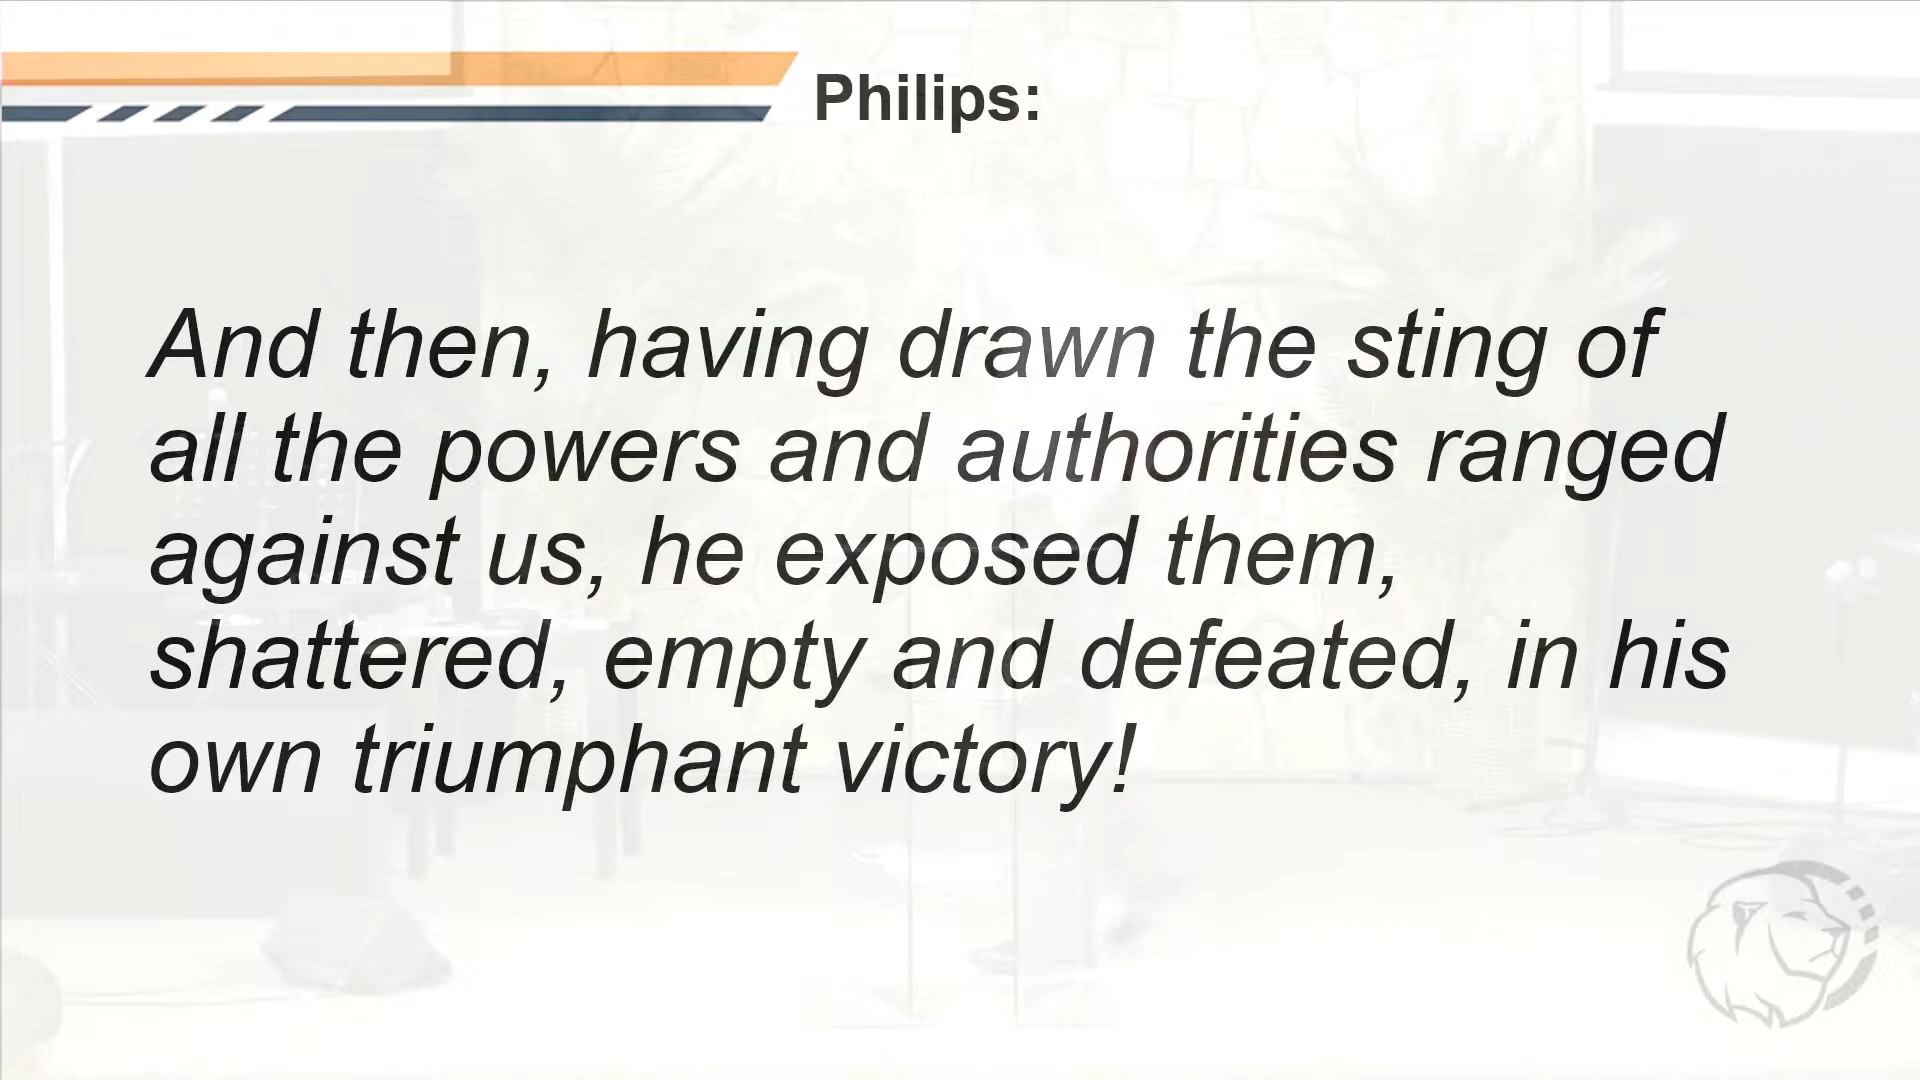 Philips:
And then, having drawn the sting of
all the powers and authorities ranged
against us, he exposed them,
shattered, empty and defeated, in his
own triumphant victory!